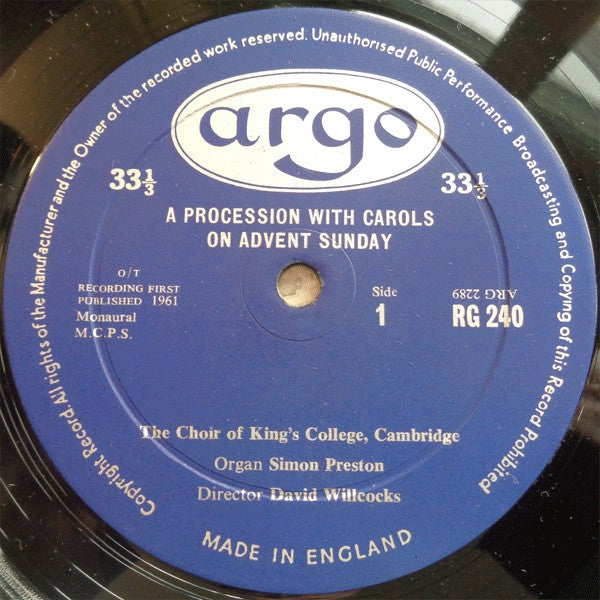 Copyright Record. All rights of the Manufacturer and the Owner of the recorded work reserved. Unauthorised Public Performance Broadcasting and Copying of this Record Prohibited
argo
33⅓
33⅓
A PROCESSION WITH CAROLS
ON ADVENT SUNDAY
O/T
RECORDING FIRST
PUBLISHED 1961
Monaural
M.C.P.S.
Side
1
ARG 2289
RG 240
The Choir of King's College, Cambridge
Organ Simon Preston
Director David Willcocks
MADE IN ENGLAND